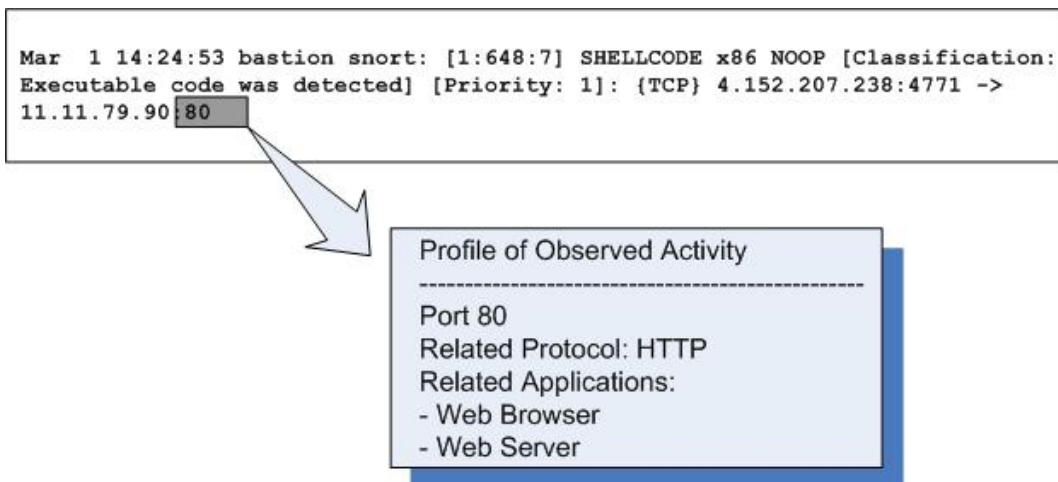 Mar  1 14:24:53 bastion snort: [1:648:7] SHELLCODE x86 NOOP [Classification:
Executable code was detected] [Priority: 1]: {TCP} 4.152.207.238:4771 ->
11.11.79.90:80
Profile of Observed Activity
------------------------------------------------
Port 80
Related Protocol: HTTP
Related Applications:
- Web Browser
- Web Server